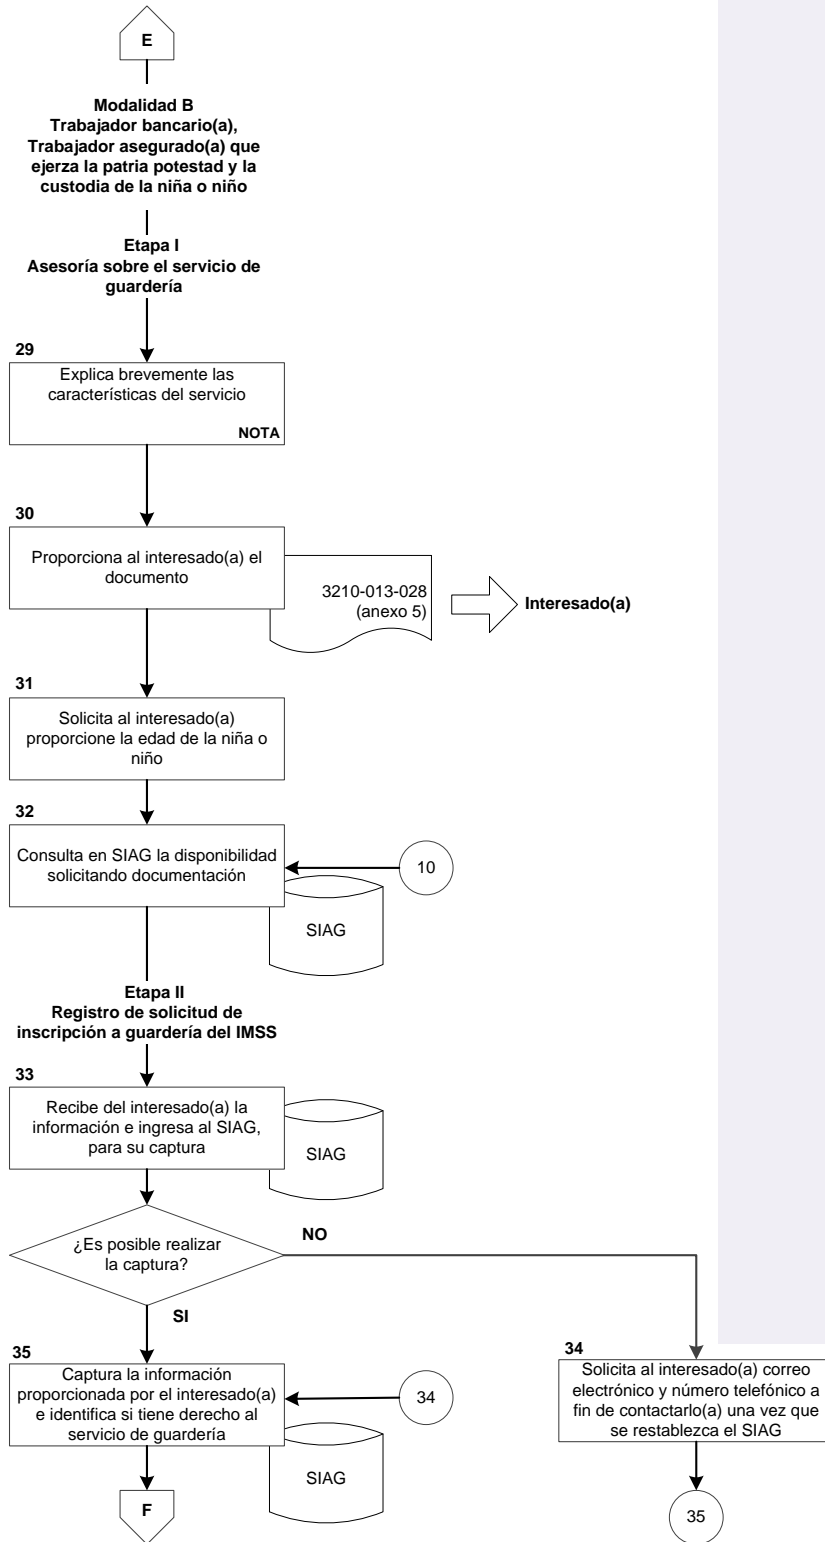 E
Modalidad B
Trabajador bancario(a),
Trabajador asegurado(a) que
ejerza la patria potestad y la
custodia de la niña o niño
Etapa I
Asesoría sobre el servicio de
guardería
29
Explica brevemente las
características del servicio
NOTA
30
Proporciona al interesado(a) el
documento
3210-013-028
(anexo 5)
Interesado(a)
31
Solicita al interesado(a)
proporcione la edad de la niña o
niño
32
Consulta en SIAG la disponibilidad
solicitando documentación
10
SIAG
Etapa II
Registro de solicitud de
inscripción a guardería del IMSS
33
Recibe del interesado(a) la
información e ingresa al SIAG,
para su captura
SIAG
¿Es posible realizar
la captura?
NO
SI
35
Captura la información
proporcionada por el interesado(a)
e identifica si tiene derecho al
servicio de guardería
34
SIAG
F
34
Solicita al interesado(a) correo
electrónico y número telefónico a
fin de contactarlo(a) una vez que
se restablezca el SIAG
35